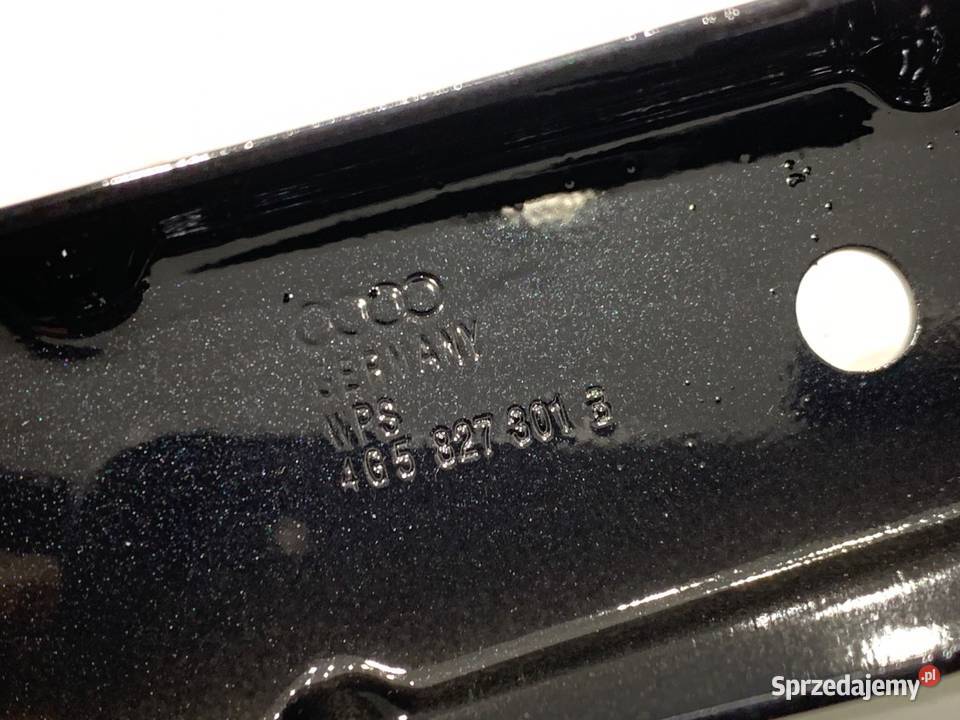 GERMANY
WPS
4G5 827 301 B
Sprzedajemy.pl